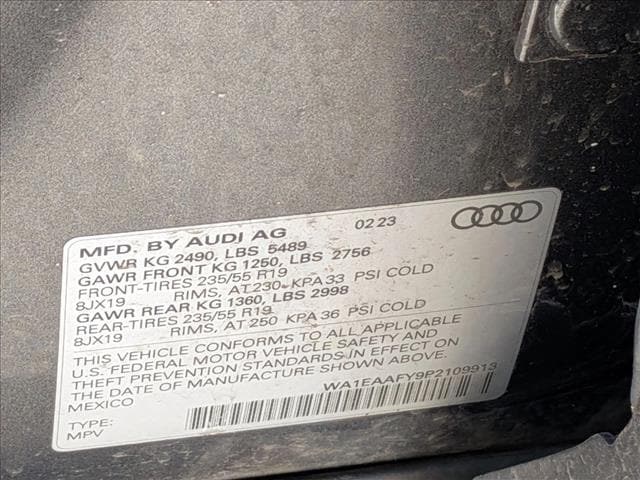 MFD. BY AUDI AG 02 23
GVWR KG 2490, LBS 5489
GAWR FRONT KG 1250, LBS 2756
FRONT-TIRES 235/55 R19
8JX19 RIMS, AT 230 KPA 33 PSI COLD
GAWR REAR KG 1360, LBS 2998
REAR-TIRES 235/55 R19
8JX19 RIMS, AT 250 KPA 36 PSI COLD
THIS VEHICLE CONFORMS TO ALL APPLICABLE
U.S. FEDERAL MOTOR VEHICLE SAFETY AND
THEFT PREVENTION STANDARDS IN EFFECT ON
DATE OF MANUFACTURE SHOWN ABOVE.
MEXICO
WA1EAAFY9P2109913
TYPE:
MPV